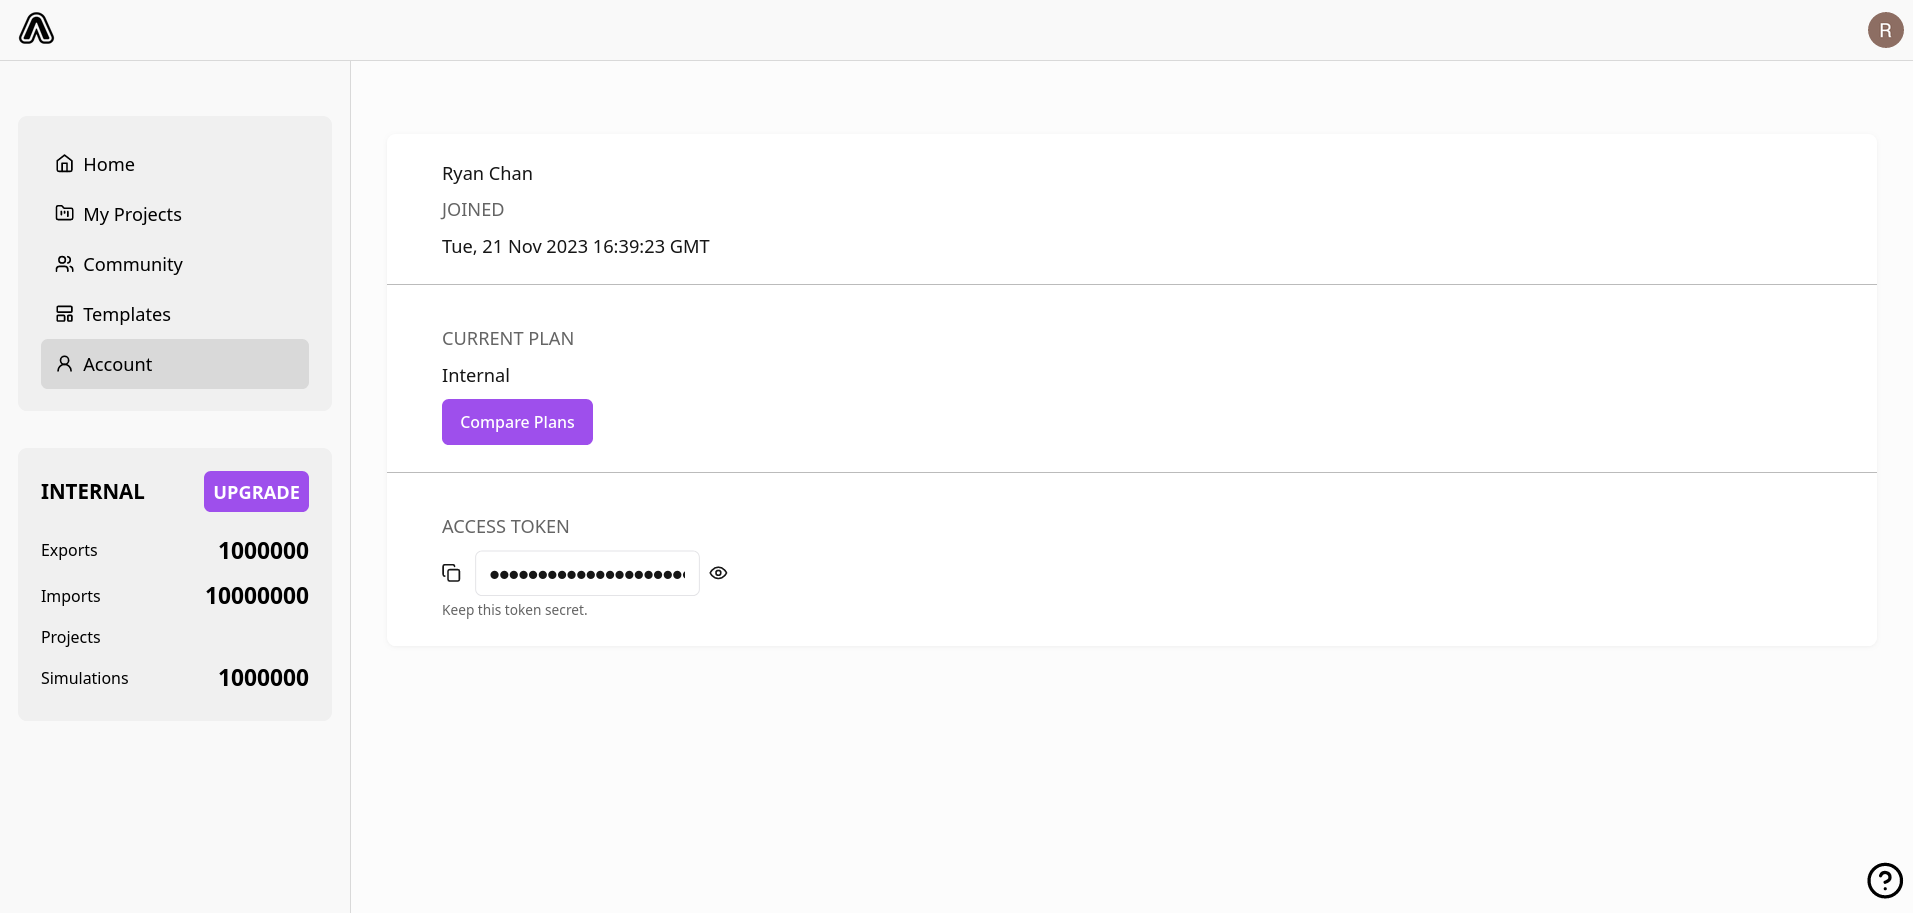 R
Home
My Projects
Community
Templates
Account
INTERNAL
UPGRADE
Exports 1000000
Imports 10000000
Projects
Simulations 1000000
Ryan Chan
JOINED
Tue, 21 Nov 2023 16:39:23 GMT
CURRENT PLAN
Internal
Compare Plans
ACCESS TOKEN
Keep this token secret.